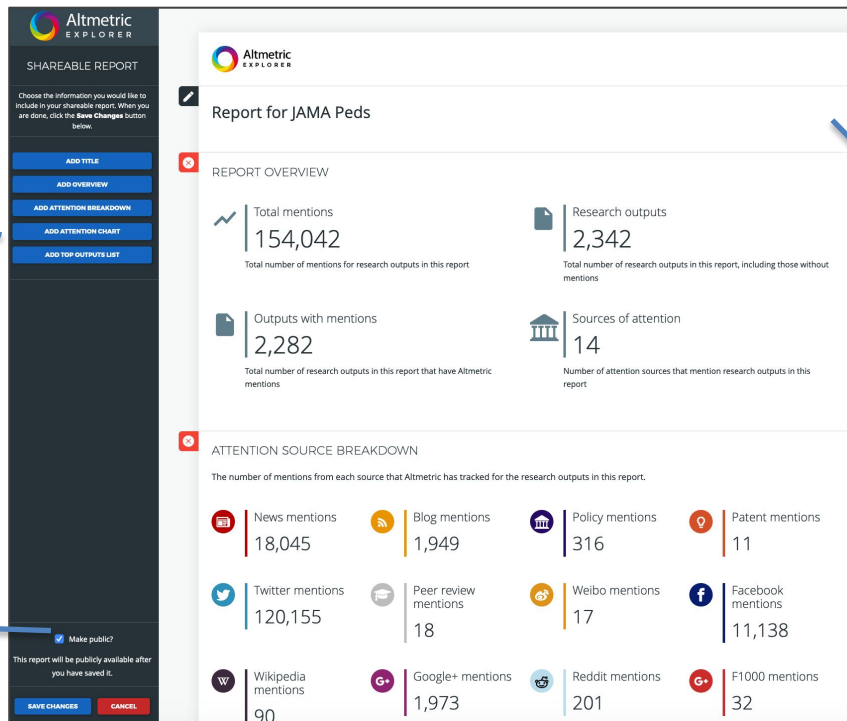 Altmetric
EXPLORER
SHAREABLE REPORT
Choose the information you would like to
include in your shareable report. When you
are done, click the Save Changes button
below.
ADD TITLE
ADD OVERVIEW
ADD ATTENTION BREAKDOWN
ADD ATTENTION CHART
ADD TOP OUTPUTS LIST
Make public?
This report will be publicly available after
you have saved it.
SAVE CHANGES
CANCEL
Altmetric
EXPLORER
Report for JAMA Peds
REPORT OVERVIEW
Total mentions
154,042
Total number of mentions for research outputs in this report
Research outputs
2,342
Total number of research outputs in this report, including those without
mentions
Outputs with mentions
2,282
Total number of research outputs in this report that have Altmetric
mentions
Sources of attention
14
Number of attention sources that mention research outputs in this
report
ATTENTION SOURCE BREAKDOWN
The number of mentions from each source that Altmetric has tracked for the research outputs in this report.
News mentions
18,045
Blog mentions
1,949
Policy mentions
316
Patent mentions
11
Twitter mentions
120,155
Peer review
mentions
18
Weibo mentions
17
f
Facebook
mentions
11,138
W
Wikipedia
mentions
90
G+
Google+ mentions
1,973
Reddit mentions
201
G+
F1000 mentions
32